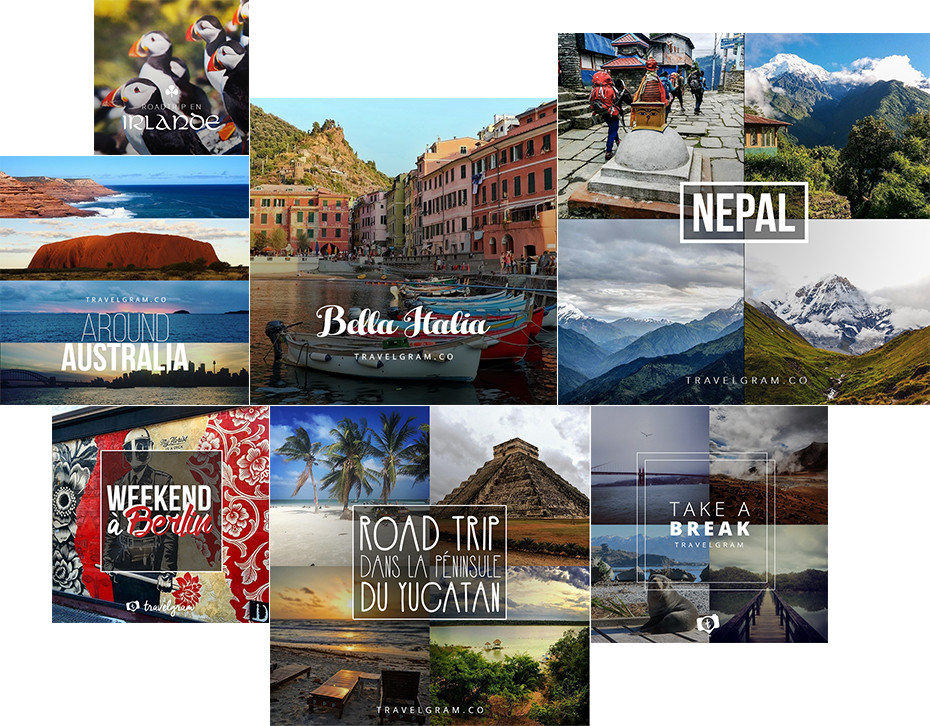 ROADTRIP EN
IRLANDE
TRAVELGRAM.CO
AROUND
AUSTRALIA
Bella Italia
TRAVELGRAM.CO
NEPAL
TRAVELGRAM.CO
WEEKEND
à Berlin
travelgram
ROAD TRIP
DANS LA PÉNINSULE
DU YUCATAN
TRAVELGRAM.CO
TAKE A
BREAK
TRAVELGRAM
t